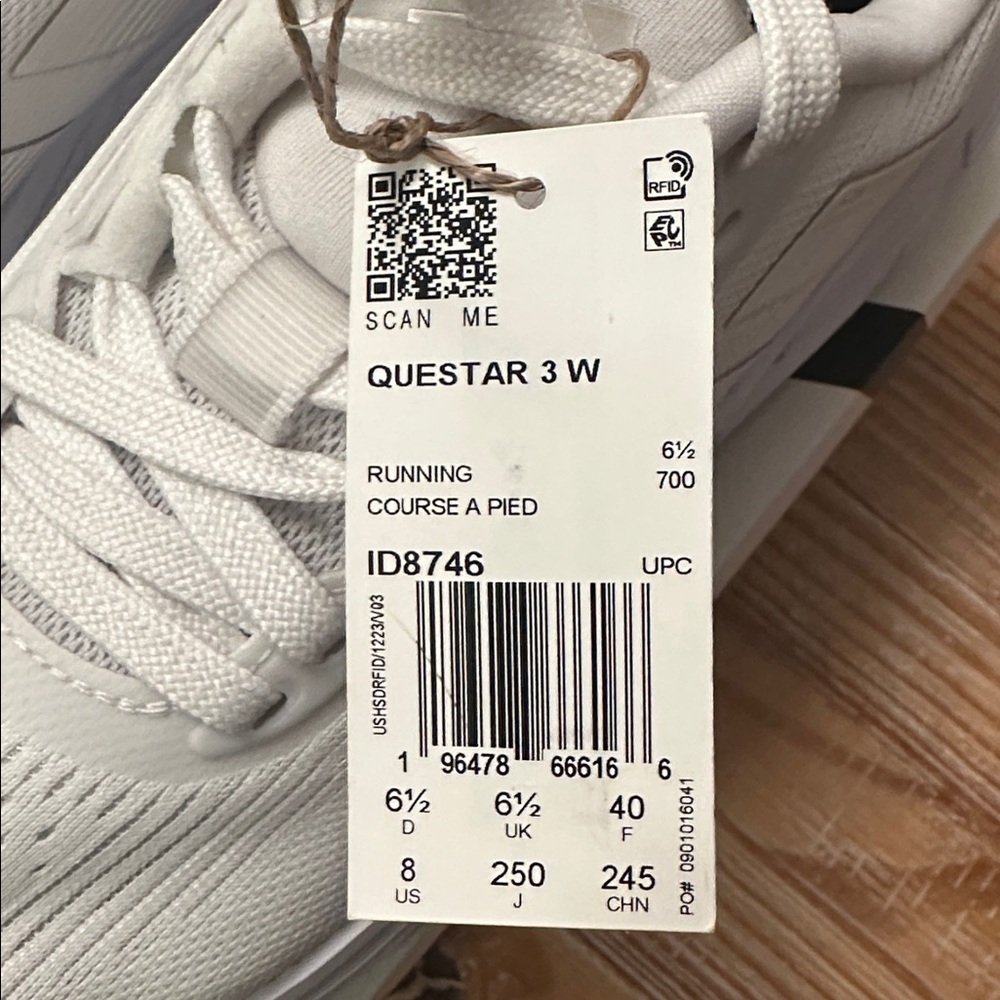 RFID
EPC™
SCAN ME
QUESTAR 3 W
6½
RUNNING
700
COURSE A PIED
ID8746
UPC
USHSDRFID/1223/V03
1 96478 66616 6
6½ 6½ 40
D UK F
8 250 245
US J CHN
PO# 0901016041